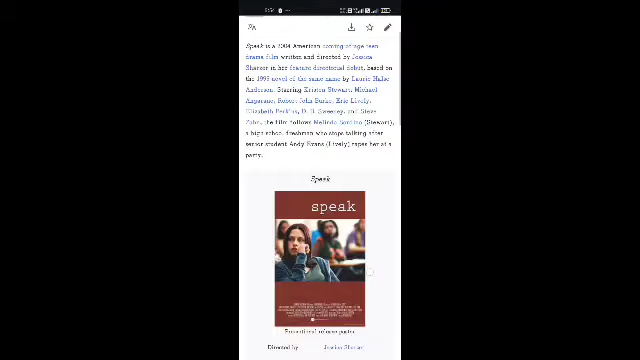 Speak is a 2004 American coming of age teen
drama film written and directed by Jessica
Sharzer in her feature directional debut, based on
the 1999 novel of the same name by Laurie Halse
Anderson. Starring Kristen Stewart, Michael
Angarano, Robert John Burke, Eric Lively,
Elizabeth Perkins, D. B. Sweeney, and Steve
Zahn, the film follows Melinda Sordino (Stewart),
a high school freshman who stops talking after
senior student Andy Evans (Lively) rapes her at a
party.
Speak
speak
Promotional release poster
Directed by Jessica Sharzer